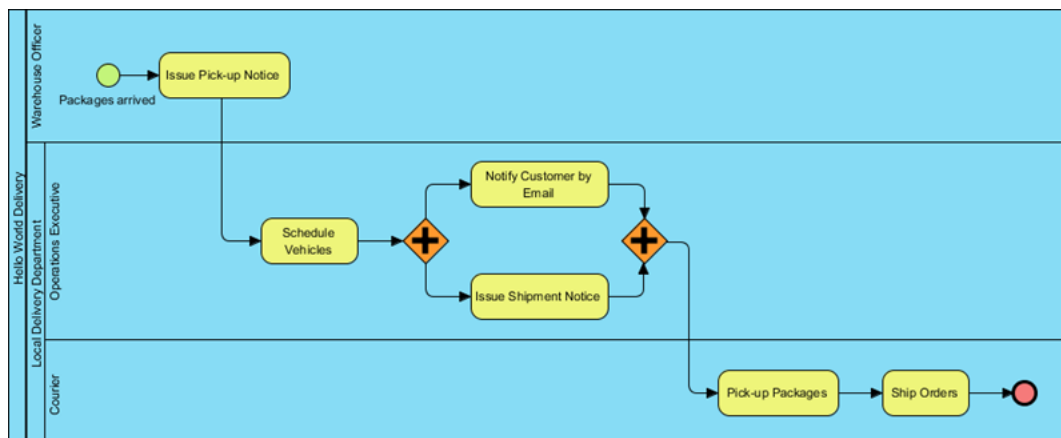 Hello World Delivery
Warehouse Officer
Packages arrived
Issue Pick-up Notice
Local Delivery Department
Operations Executive
Schedule
Vehicles
Notify Customer by
Email
Issue Shipment Notice
Courier
Pick-up Packages
Ship Orders